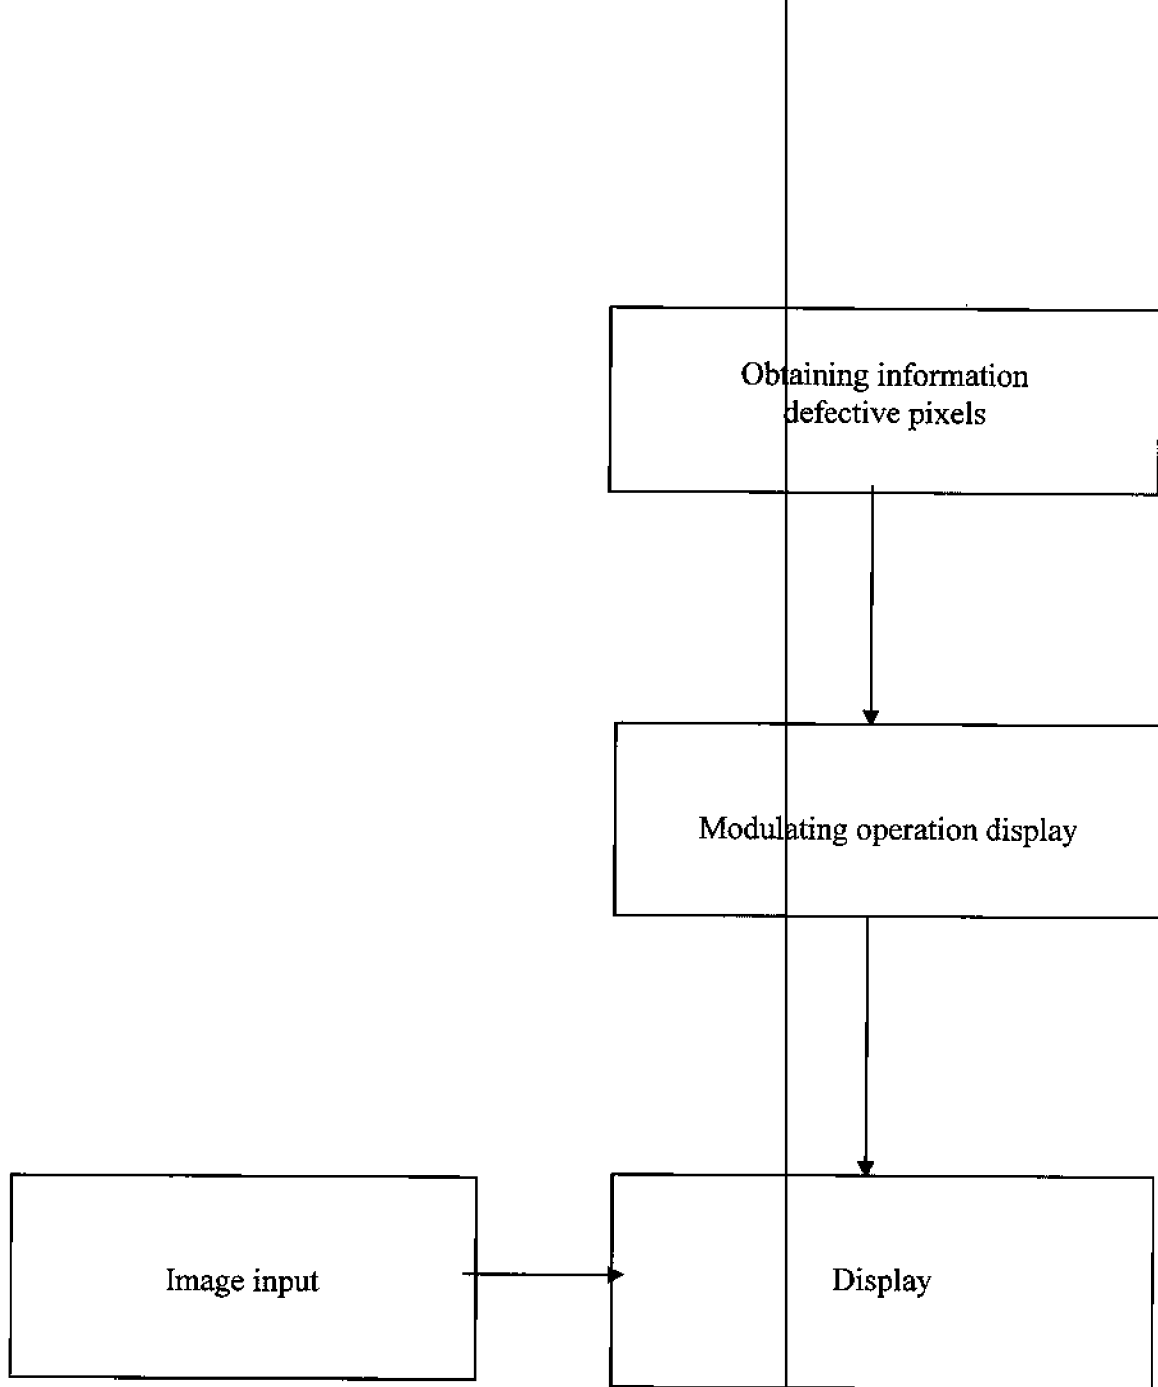 Obtaining information
defective pixels
Modulating operation display
Image input
Display